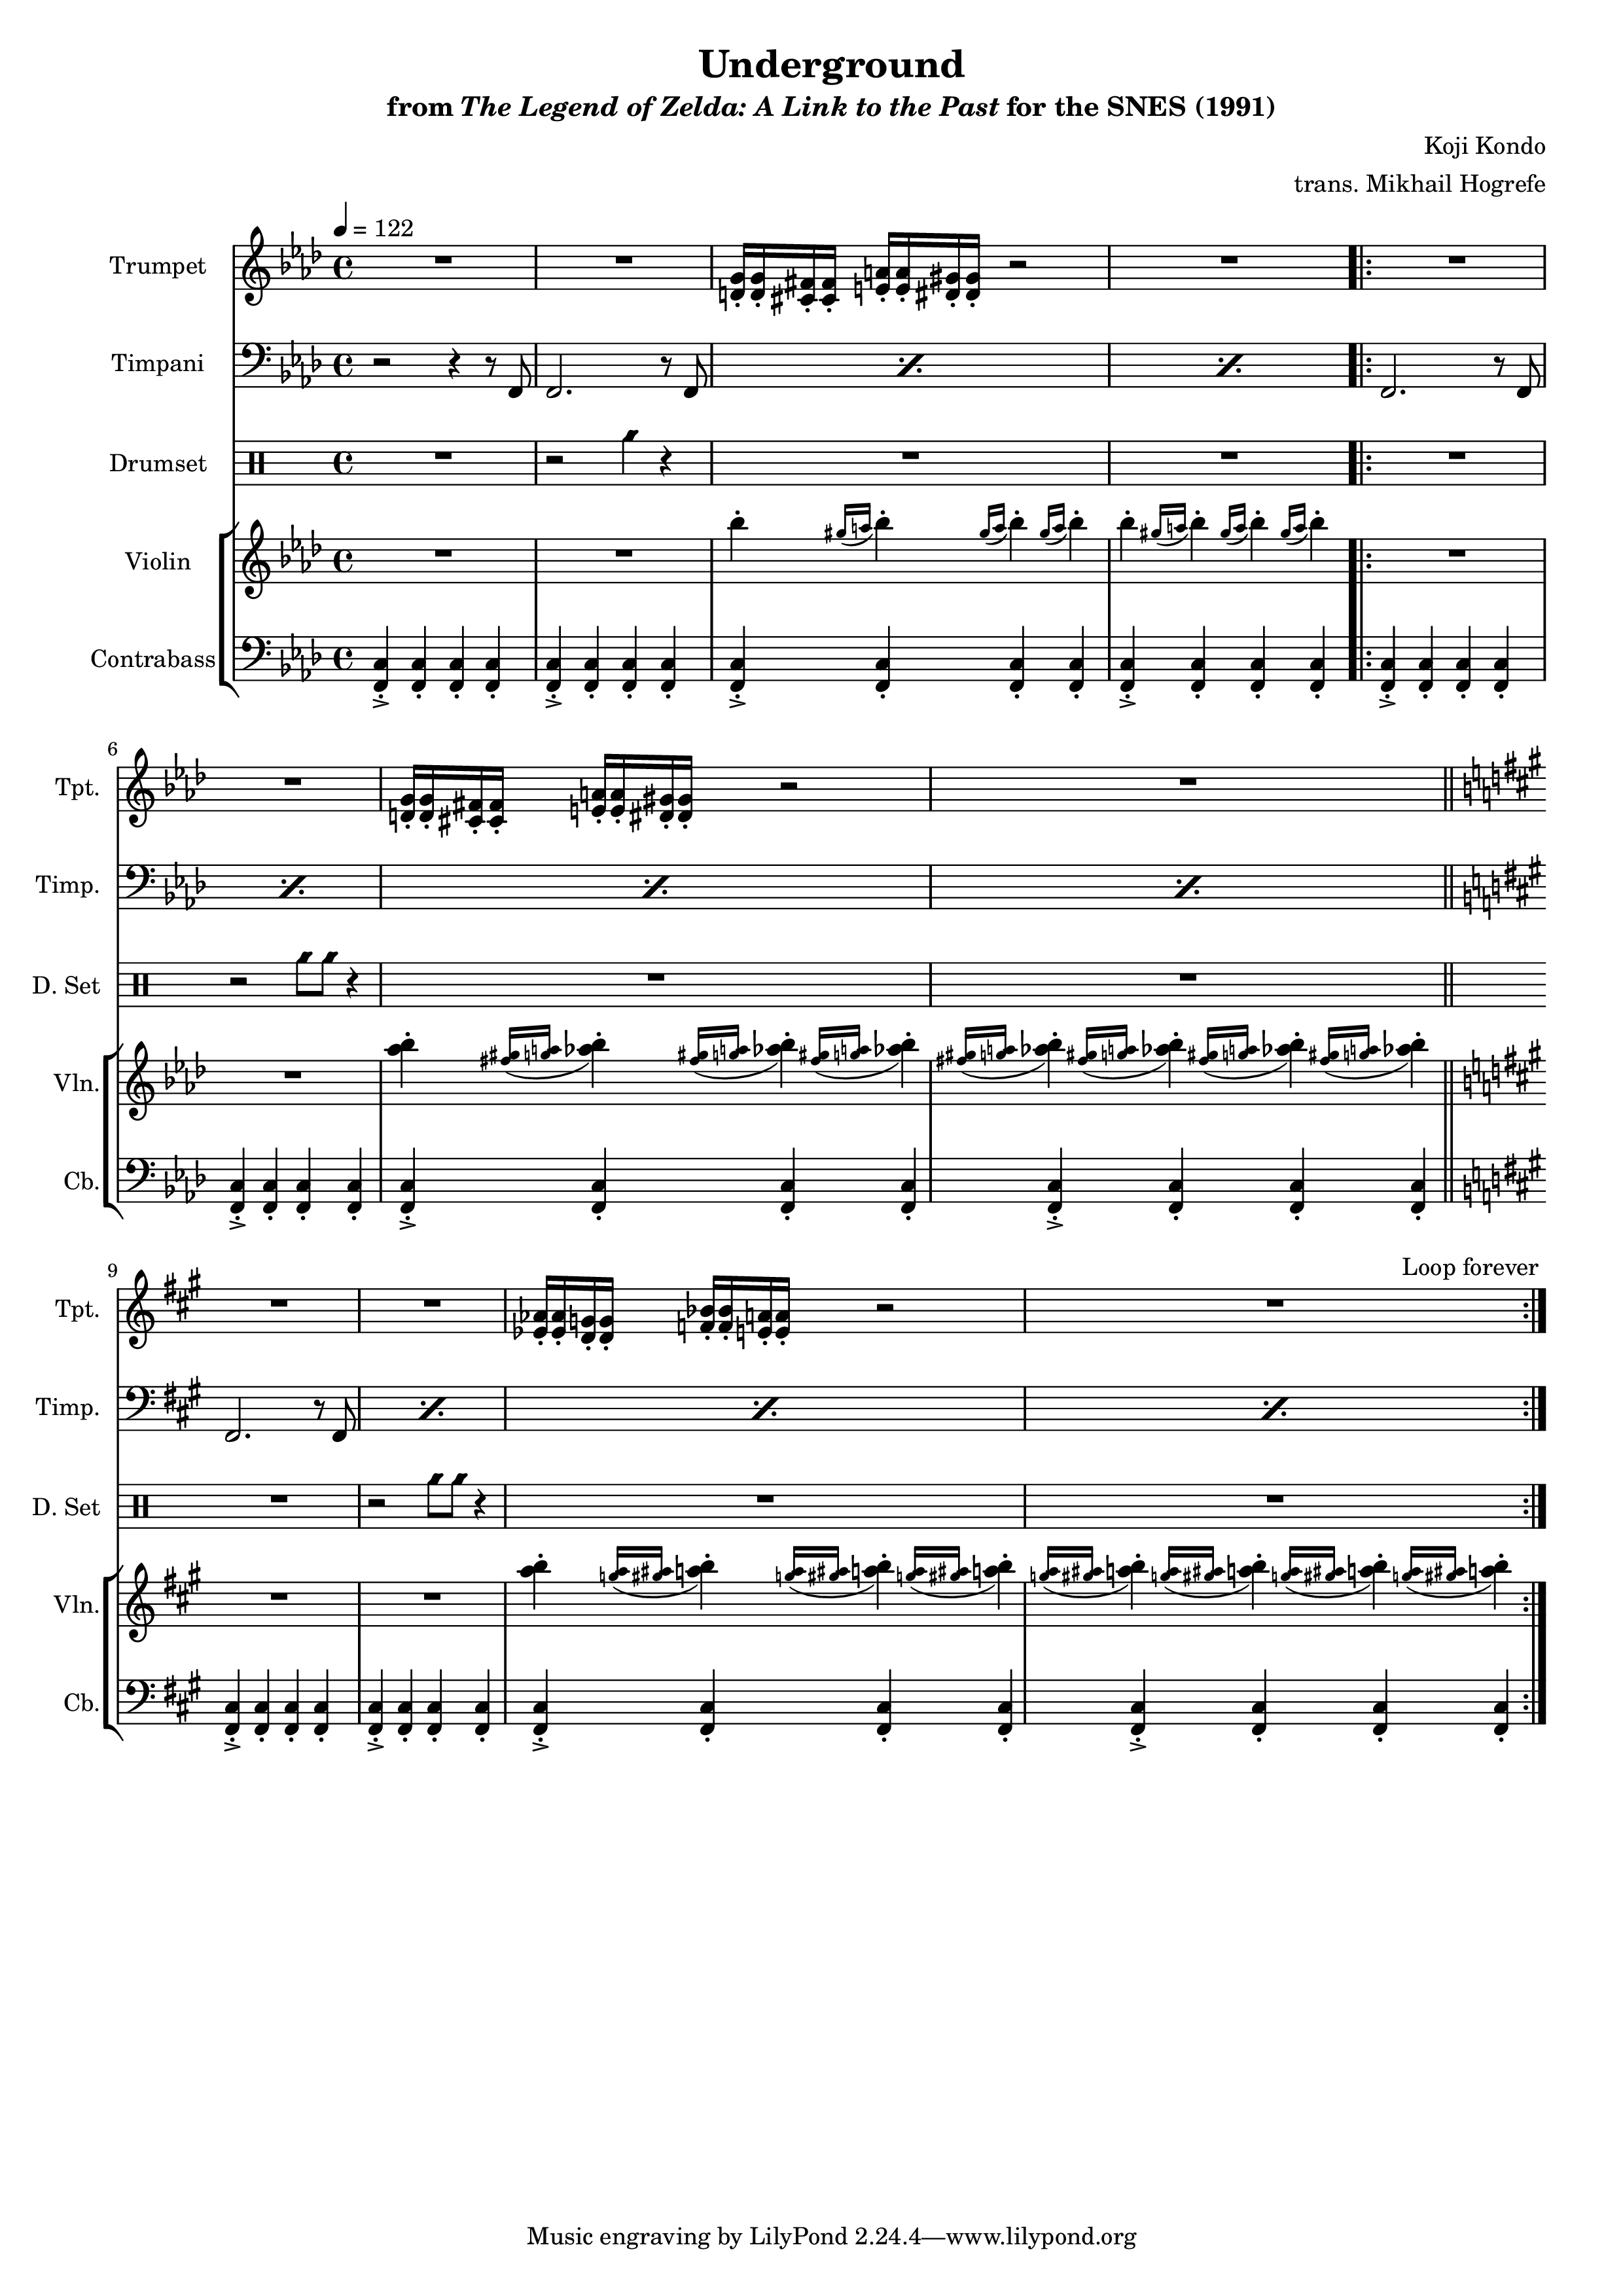 Underground
from The Legend of Zelda: A Link to the Past for the SNES (1991)
Koji Kondo
trans. Mikhail Hogrefe
= 122
Trumpet
Timpani
Drumset
Violin
Contrabass
6
Tpt.
Timp.
D. Set
Vln.
Cb.
9
Loop forever
Tpt.
Timp.
D. Set
Vln.
Cb.
Music engraving by LilyPond 2.24.4—www.lilypond.org